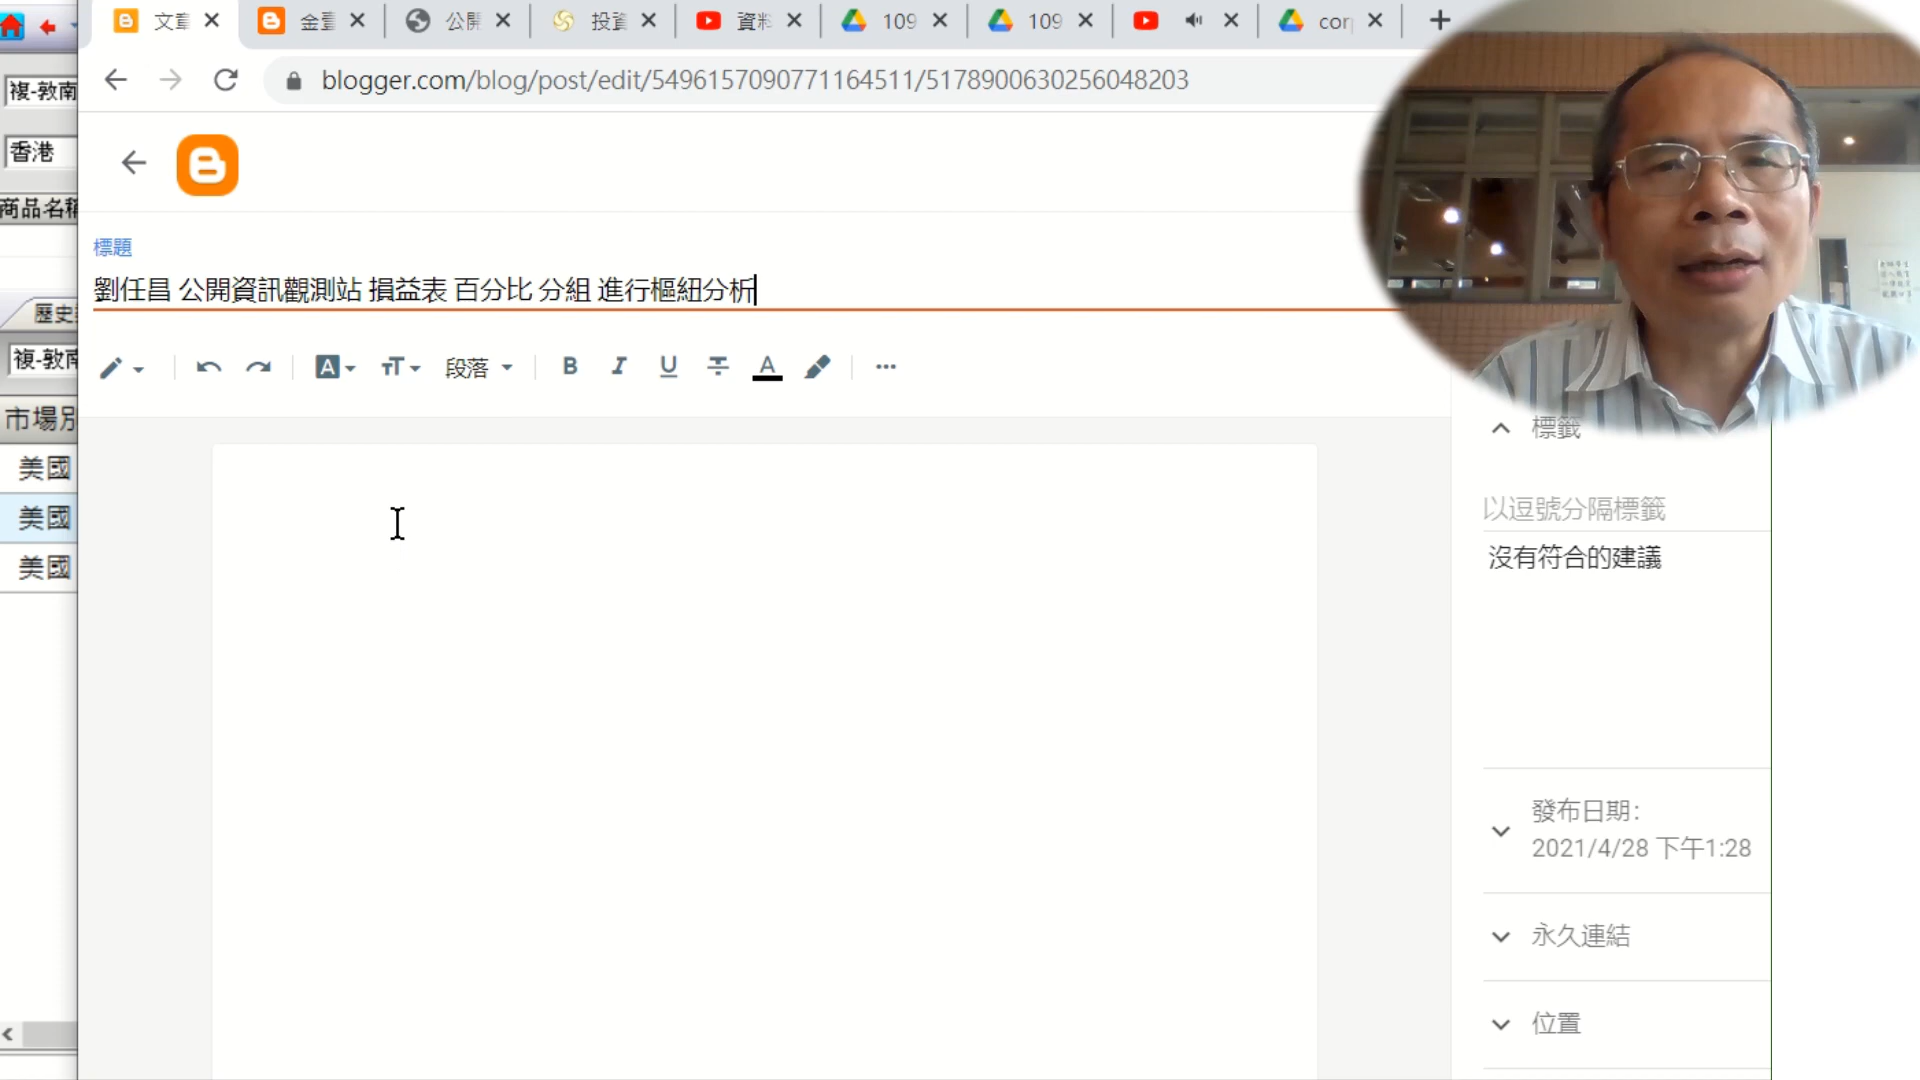 文章
金重
公開
投資
資料
109
109
cor
blogger.com/blog/post/edit/5496157090771164511/5178900630256048203
複-敦南
香港
商品名稱
標題
劉任昌 公開資訊觀測站 損益表 百分比 分組 進行樞紐分析
歷史
複-敦南
段落
市場別
美國
美國
美國
標籤
以逗號分隔標籤
沒有符合的建議
發布日期：
2021/4/28 下午1:28
永久連結
位置